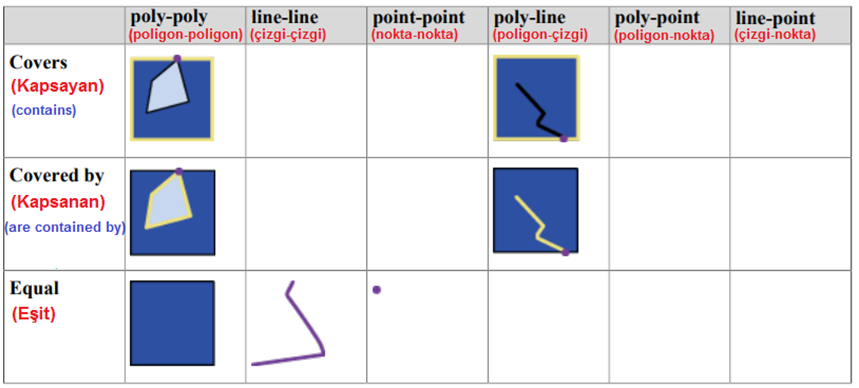 poly-poly line-line point-point poly-line poly-point line-point
(poligon-poligon) (çizgi-çizgi) (nokta-nokta) (poligon-çizgi) (poligon-nokta) (çizgi-nokta)
Covers
(Kapsayan)
(contains)
Covered by
(Kapsanan)
(are contained by)
Equal
(Eşit)